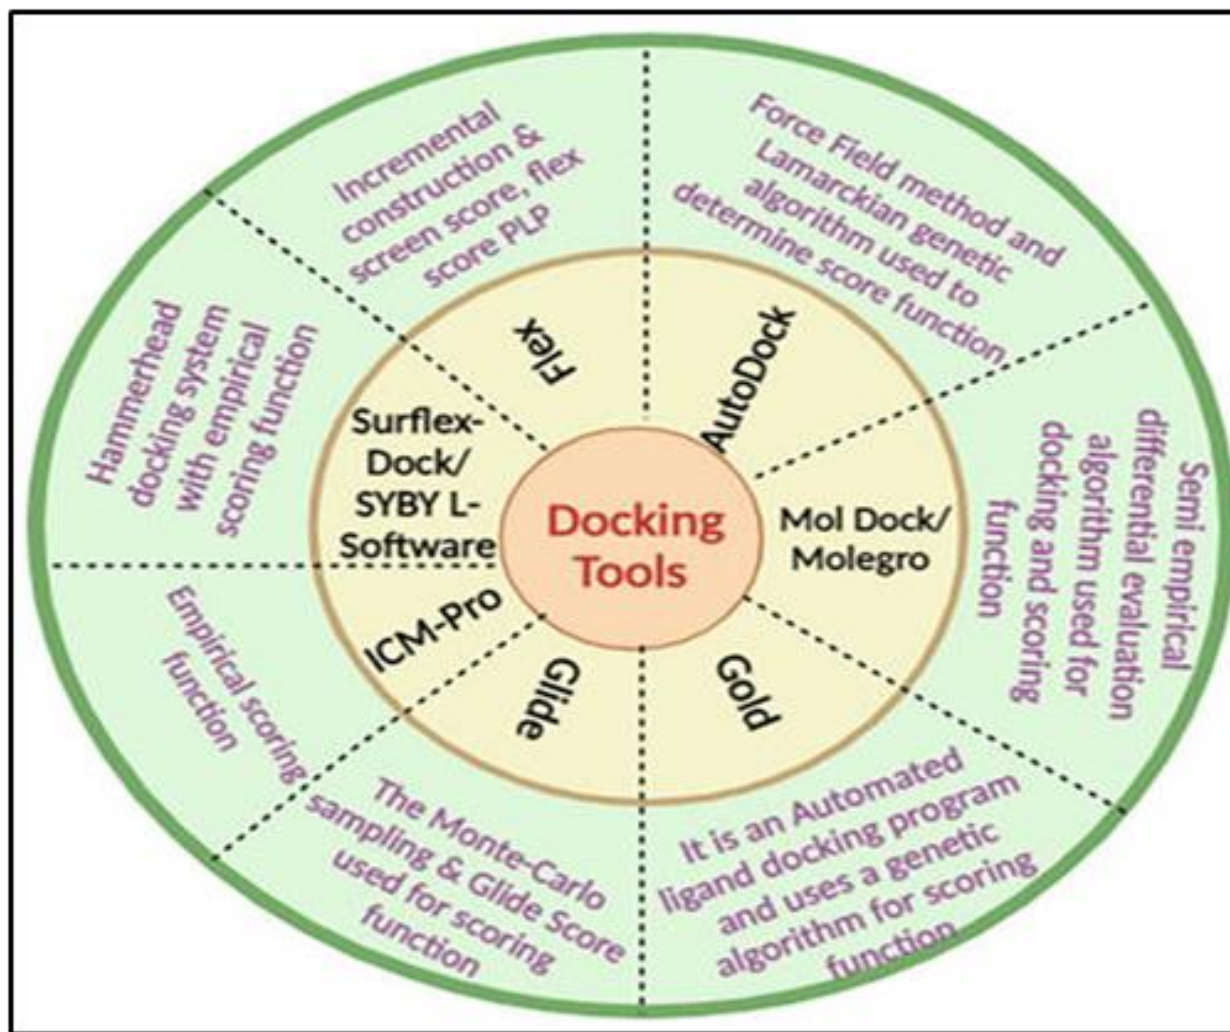 Docking
Tools
Flex
Incremental
construction &
screen score, flex
score PLP
AutoDock
Force Field method and
Lamarckian genetic
algorithm used to
determine score function
Mol Dock/
Molegro
Semi empirical
differential evaluation
algorithm used for
docking and scoring
function
Gold
It is an Automated
ligand docking program
and uses a genetic
algorithm for scoring
function
Glide
The Monte-Carlo
sampling & Glide Score
used for scoring
function
ICM-Pro
Empirical scoring
function
Surflex-
Dock/
SYBY L-
Software
Hammerhead
docking system
with empirical
scoring function